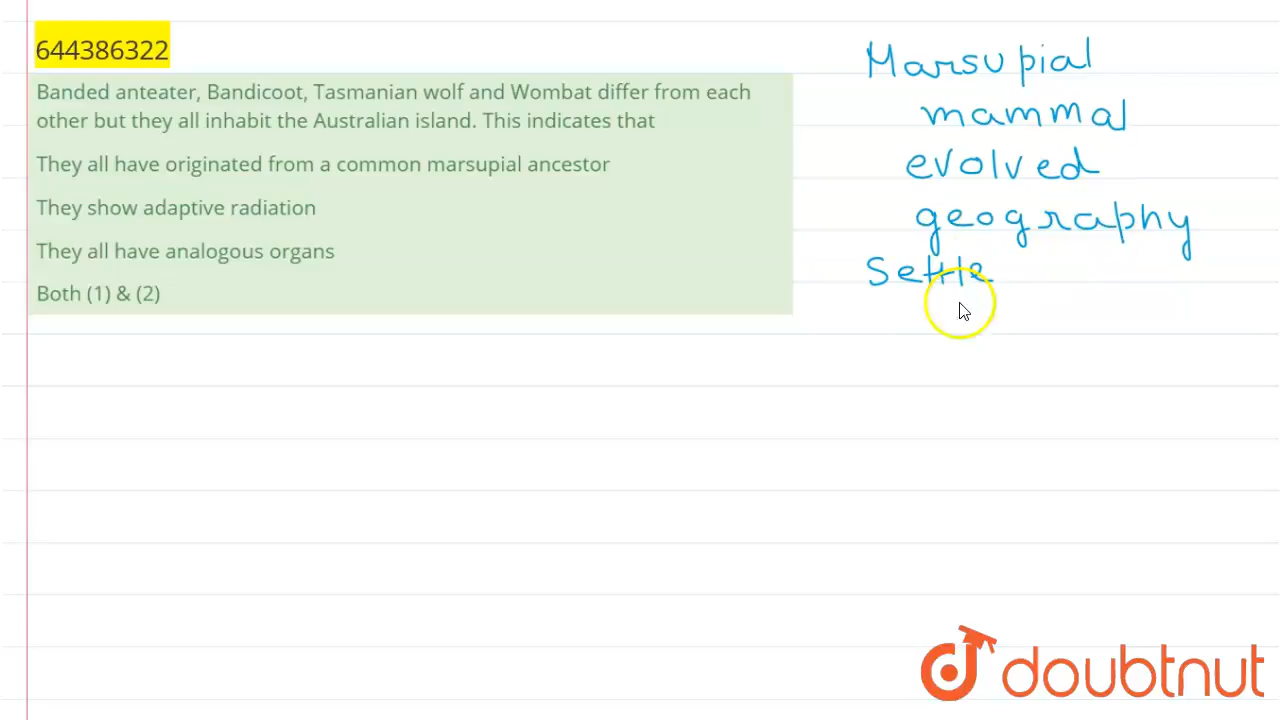 644386322
Banded anteater, Bandicoot, Tasmanian wolf and Wombat differ from each
other but they all inhabit the Australian island. This indicates that
They all have originated from a common marsupial ancestor
They show adaptive radiation
They all have analogous organs
Both (1) & (2)
Marsupial
mammal
evolved
geography
Settle
doubtnut